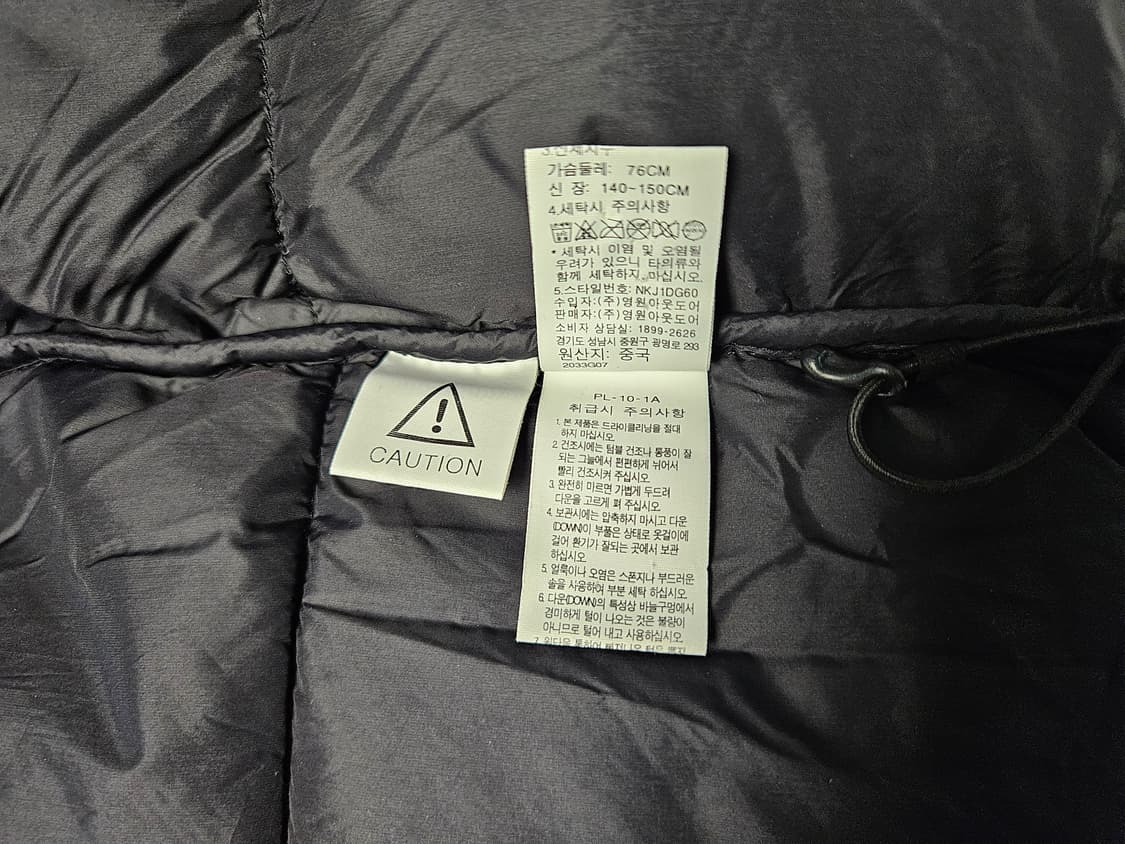 가슴둘레: 76CM
신 장: 140~150CM
4.세탁시 주의사항
* 세탁시 이염 및 오염될
우려가 있으니 타의류와
함께 세탁하지 마십시오.
5.스타일번호: NKJ1DG60
수입자:(주)영원아웃도어
판매자:(주)영원아웃도어
소비자 상담실: 1899-2626
경기도 성남시 중원구 광명로 293
원산지: 중국
2033G07
CAUTION
PL-10-1A
취급시 주의사항
1. 본 제품은 드라이클리닝을 절대
하지 마십시오.
2. 건조시에는 텀블 건조나 통풍이 잘
되는 그늘에서 편편하게 뉘어서
빨리 건조시켜 주십시오.
3. 완전히 마르면 가볍게 두드려
다운을 고르게 펴 주십시오.
4. 보관시에는 압축하지 마시고 다운
(DOWN)이 부풀은 상태로 옷걸이에
걸어 환기가 잘되는 곳에서 보관
하십시오.
5. 얼룩이나 오염은 스폰지나 부드러운
솔을 사용하여 부분 세탁 하십시오.
6. 다운(DOWN)의 특성상 바늘구멍에서
경미하게 털이 나오는 것은 불량이
아니므로 털어 내고 사용하십시오.